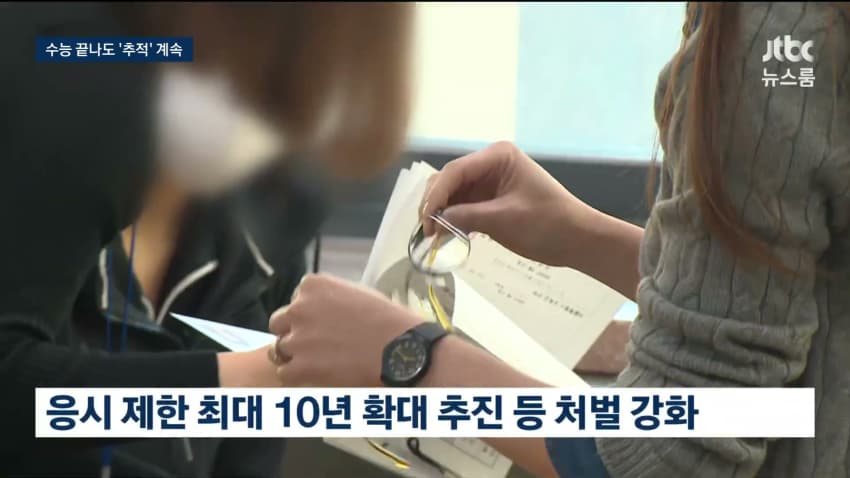 수능 끝나도 '추적' 계속
jtbc
뉴스룸
응시 제한 최대 10년 확대 추진 등 처벌 강화